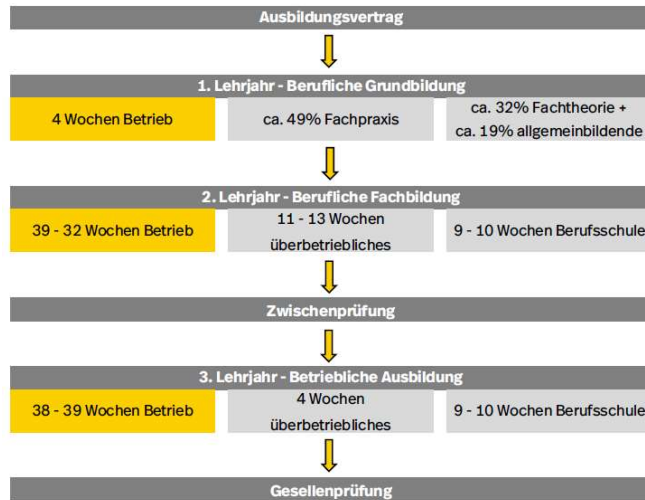 Ausbildungsvertrag
1. Lehrjahr - Berufliche Grundbildung
4 Wochen Betrieb
ca. 49% Fachpraxis
ca. 32% Fachtheorie +
ca. 19% allgemeinbildende
2. Lehrjahr - Berufliche Fachbildung
39 - 32 Wochen Betrieb
11 - 13 Wochen
überbetriebliches
9 - 10 Wochen Berufsschule
Zwischenprüfung
3. Lehrjahr - Betriebliche Ausbildung
38 - 39 Wochen Betrieb
4 Wochen
überbetriebliches
9 - 10 Wochen Berufsschule
Gesellenprüfung